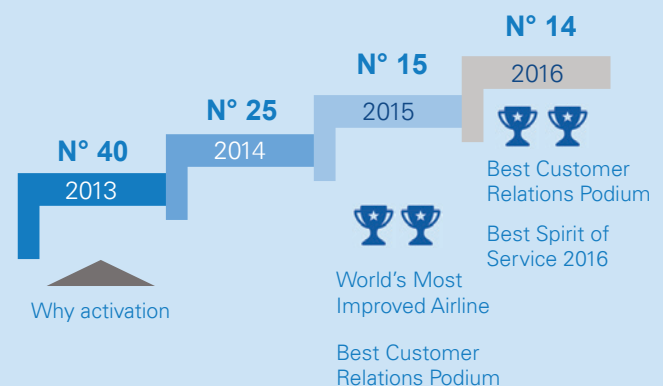 N° 14
2016
N° 15
2015
N° 25
2014
N° 40
2013
Why activation
World's Most
Improved Airline
Best Customer
Relations Podium
Best Customer
Relations Podium
Best Spirit of
Service 2016